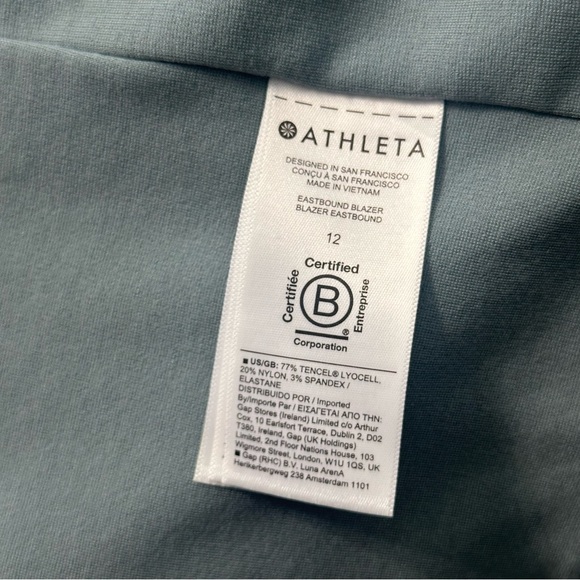 ATHLETA
DESIGNED IN SAN FRANCISCO
CONÇU À SAN FRANCISCO
MADE IN VIETNAM
EASTBOUND BLAZER
BLAZER EASTBOUND
12
Certified
Certifiée
B
®
Entreprise
Corporation
■ US/GB: 77% TENCEL® LYOCELL,
20% NYLON, 3% SPANDEX /
ELASTANE
DISTRIBUIDO POR / Imported
By/Importe Par / ΕΙΣΑΓΕΤΑΙ ΑΠΟ ΤΗΝ:
Gap Stores (Ireland) Limited c/o Arthur
Cox, 10 Earlsfort Terrace, Dublin 2, D02
T380, Ireland, Gap (UK Holdings)
Limited, 2nd Floor Nations House, 103
Wigmore Street, London, W1U 1QS, UK
■ Gap (RHC) B.V. Luna ArenA
Herikerbergweg 238 Amsterdam 1101